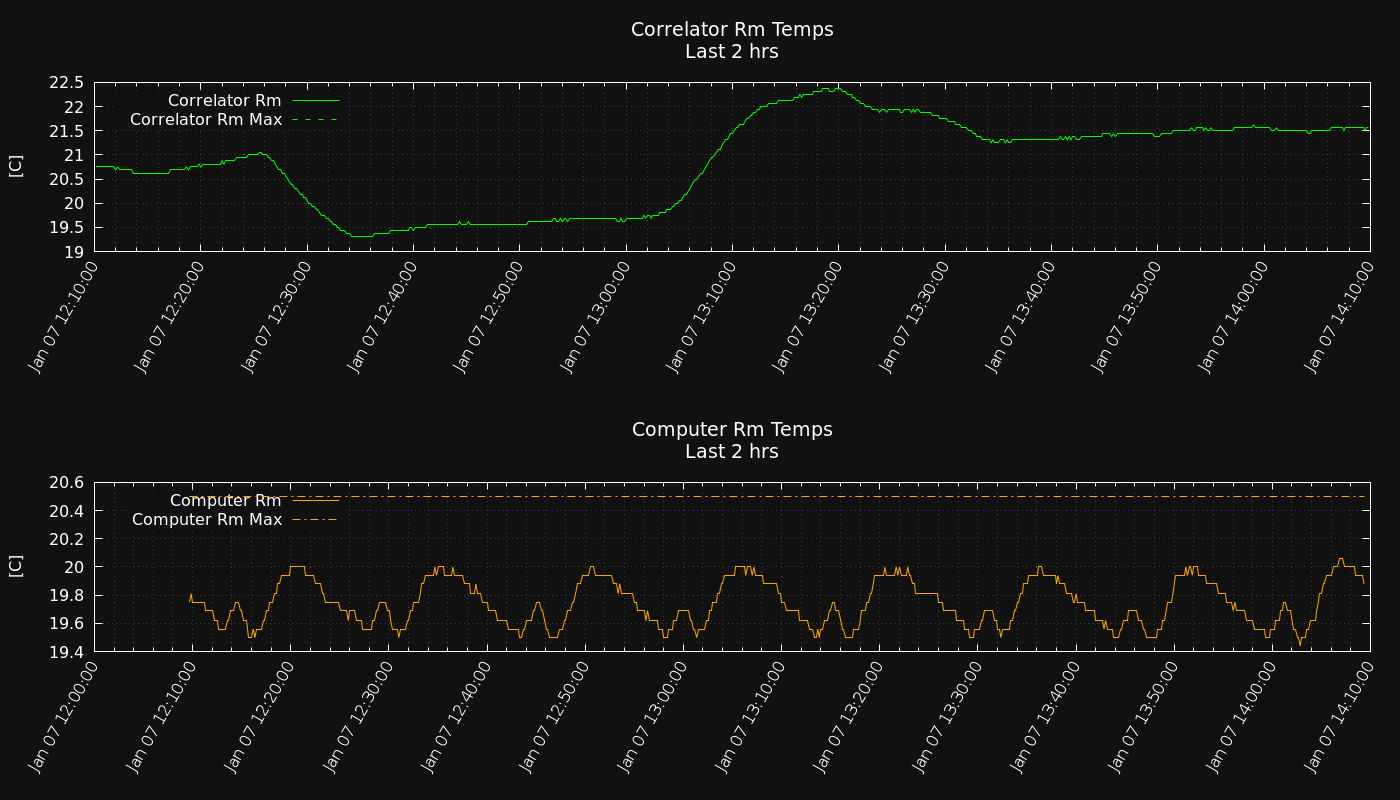 Correlator Rm Temps
Last 2 hrs
22.5
22
21.5
21
20.5
20
19.5
19
[C]
Correlator Rm
Correlator Rm Max
Jan 07 12:10:00
Jan 07 12:20:00
Jan 07 12:30:00
Jan 07 12:40:00
Jan 07 12:50:00
Jan 07 13:00:00
Jan 07 13:10:00
Jan 07 13:20:00
Jan 07 13:30:00
Jan 07 13:40:00
Jan 07 13:50:00
Jan 07 14:00:00
Jan 07 14:10:00
Computer Rm Temps
Last 2 hrs
20.6
20.4
20.2
20
19.8
19.6
19.4
[C]
Computer Rm
Computer Rm Max
Jan 07 12:00:00
Jan 07 12:10:00
Jan 07 12:20:00
Jan 07 12:30:00
Jan 07 12:40:00
Jan 07 12:50:00
Jan 07 13:00:00
Jan 07 13:10:00
Jan 07 13:20:00
Jan 07 13:30:00
Jan 07 13:40:00
Jan 07 13:50:00
Jan 07 14:00:00
Jan 07 14:10:00